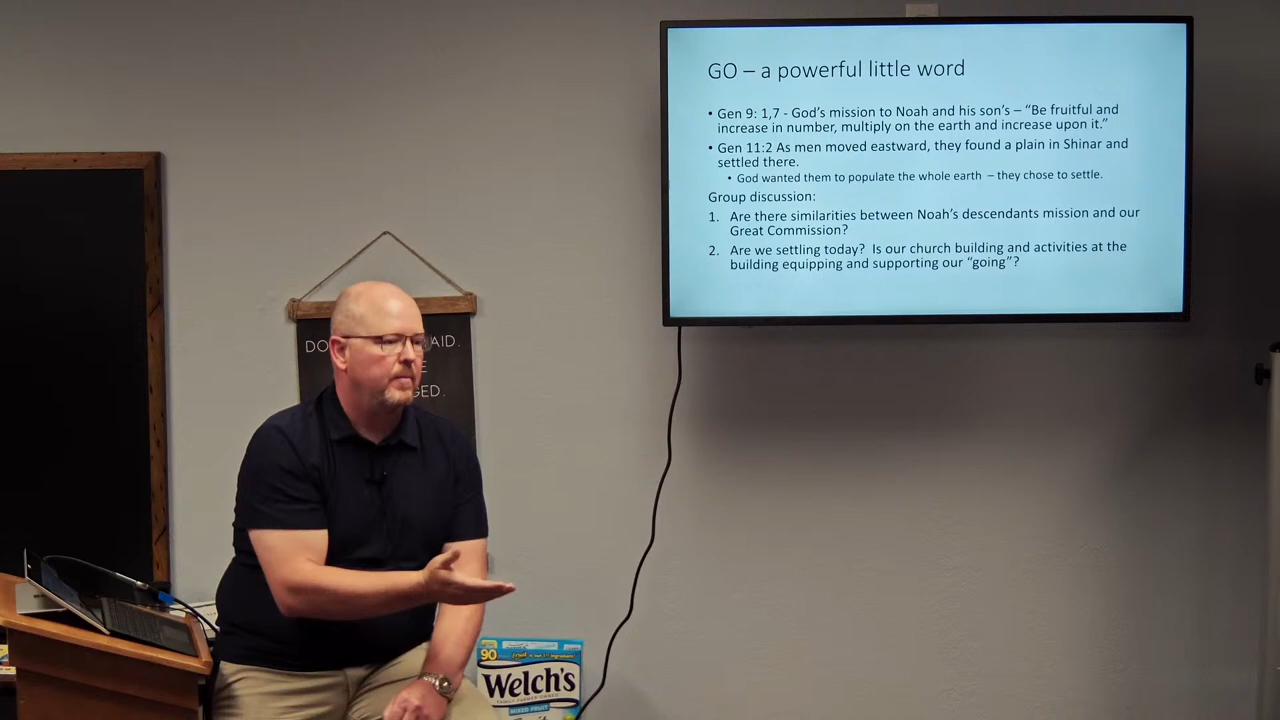 GO – a powerful little word
• Gen 9: 1,7 - God's mission to Noah and his son's – "Be fruitful and
increase in number, multiply on the earth and increase upon it."
• Gen 11:2 As men moved eastward, they found a plain in Shinar and
settled there.
• God wanted them to populate the whole earth – they chose to settle.
Group discussion:
1. Are there similarities between Noah's descendants mission and our
Great Commission?
2. Are we settling today? Is our church building and activities at the
building equipping and supporting our "going"?
DO
90
Welch's
MIXED FRUIT